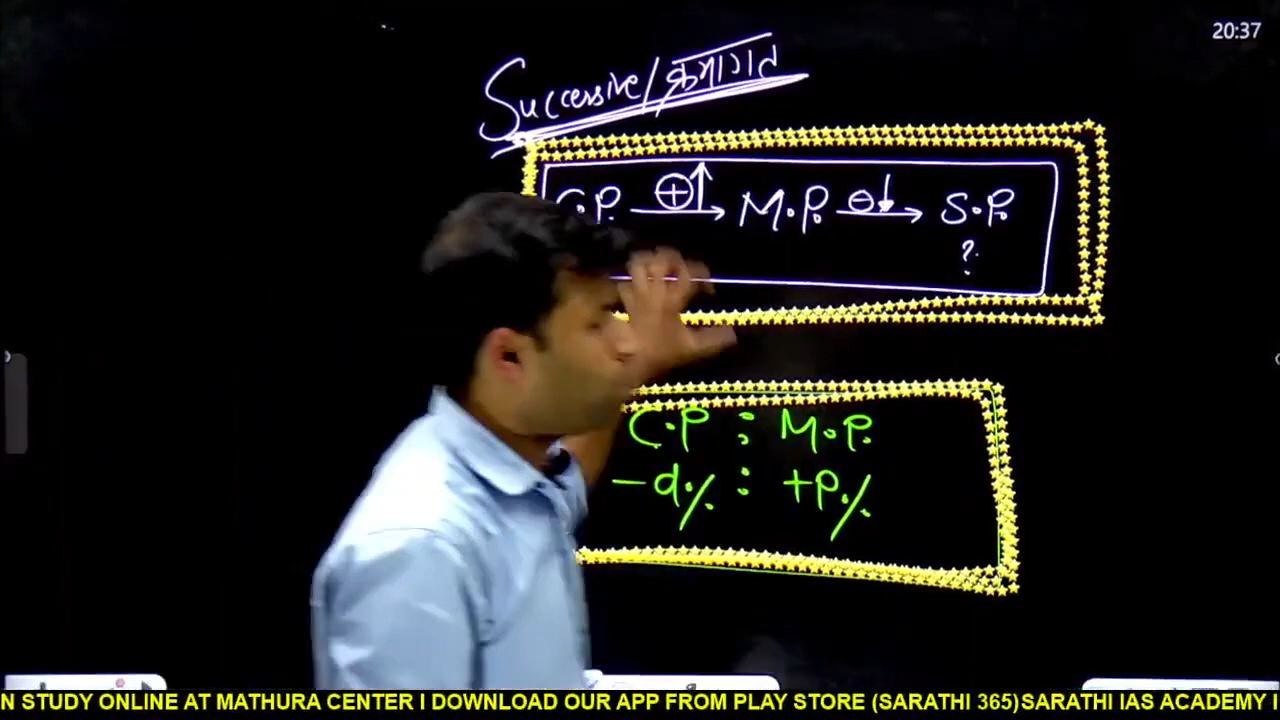 20:37
Successive/क्रमागत
C.P. ⊕↑ → M.P. ⊖↓ → S.P.
?
C.P : M.P.
-d% : +P%
N STUDY ONLINE AT MATHURA CENTER I DOWNLOAD OUR APP FROM PLAY STORE (SARATHI 365)SARATHI IAS ACADEMY I